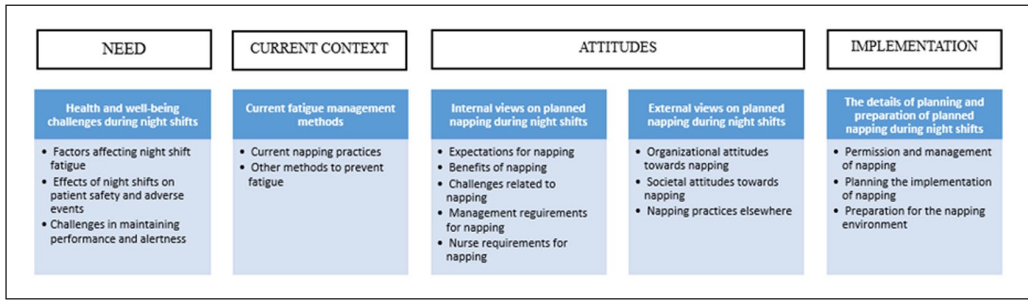 NEED
CURRENT CONTEXT
ATTITUDES
IMPLEMENTATION
Health and well-being
challenges during night shifts
• Factors affecting night shift
fatigue
• Effects of night shifts on
patient safety and adverse
events
• Challenges in maintaining
performance and alertness
Current fatigue management
methods
• Current napping practices
• Other methods to prevent
fatigue
Internal views on planned
napping during night shifts
• Expectations for napping
• Benefits of napping
• Challenges related to
napping
• Management reguirements
for napping
• Nurse requirements for
napping
External views on planned
napping during night shifts
• Organizational attitudes
towards napping
• Societal attitudes towards
napping
• Napping practices elsewhere
The details of planning and
preparation of planned
napping during night shifts
• Permission and management
of napping
• Planning the implementation
of napping
• Preparation for the napping
environment